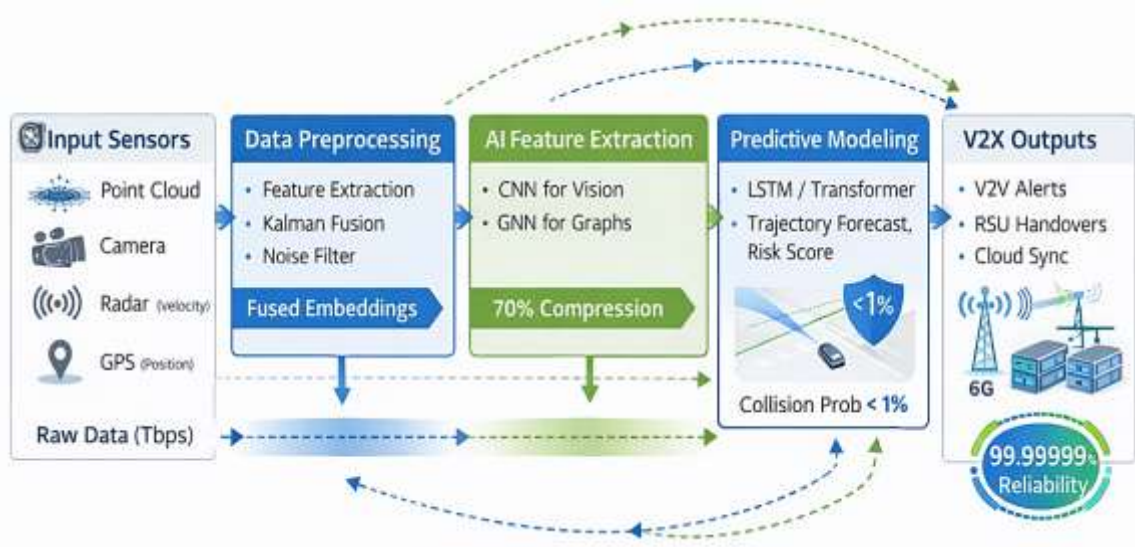 Input Sensors
Point Cloud
Camera
Radar (velocity)
GPS (Position)
Raw Data (Tbps)
Data Preprocessing
• Feature Extraction
• Kalman Fusion
• Noise Filter
Fused Embeddings
AI Feature Extraction
• CNN for Vision
• GNN for Graphs
70% Compression
Predictive Modeling
• LSTM / Transformer
• Trajectory Forecast,
Risk Score
<1%
Collision Prob < 1%
V2X Outputs
• V2V Alerts
• RSU Handovers
• Cloud Sync
6G
99.99999%
Reliability